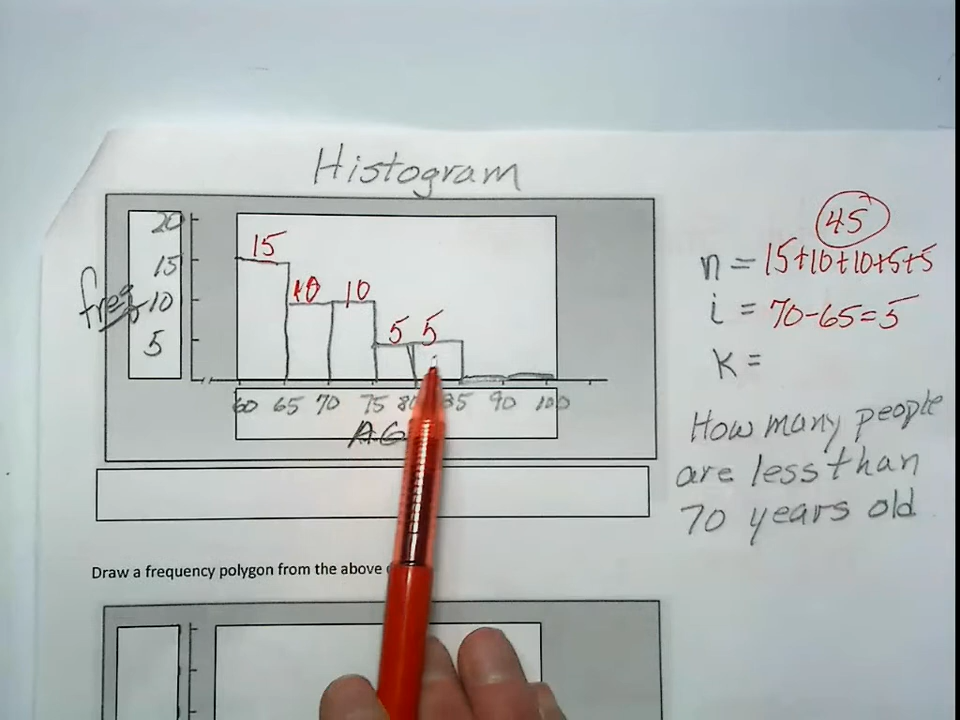 Histogram
20
15
10
5
freq
15
10
10
5
5
60 65 70 75 80 85 90 100
AG
45
n = 15+10+10+5+5
i = 70-65=5
K =
How many people
are less than
70 years old
Draw a frequency polygon from the above